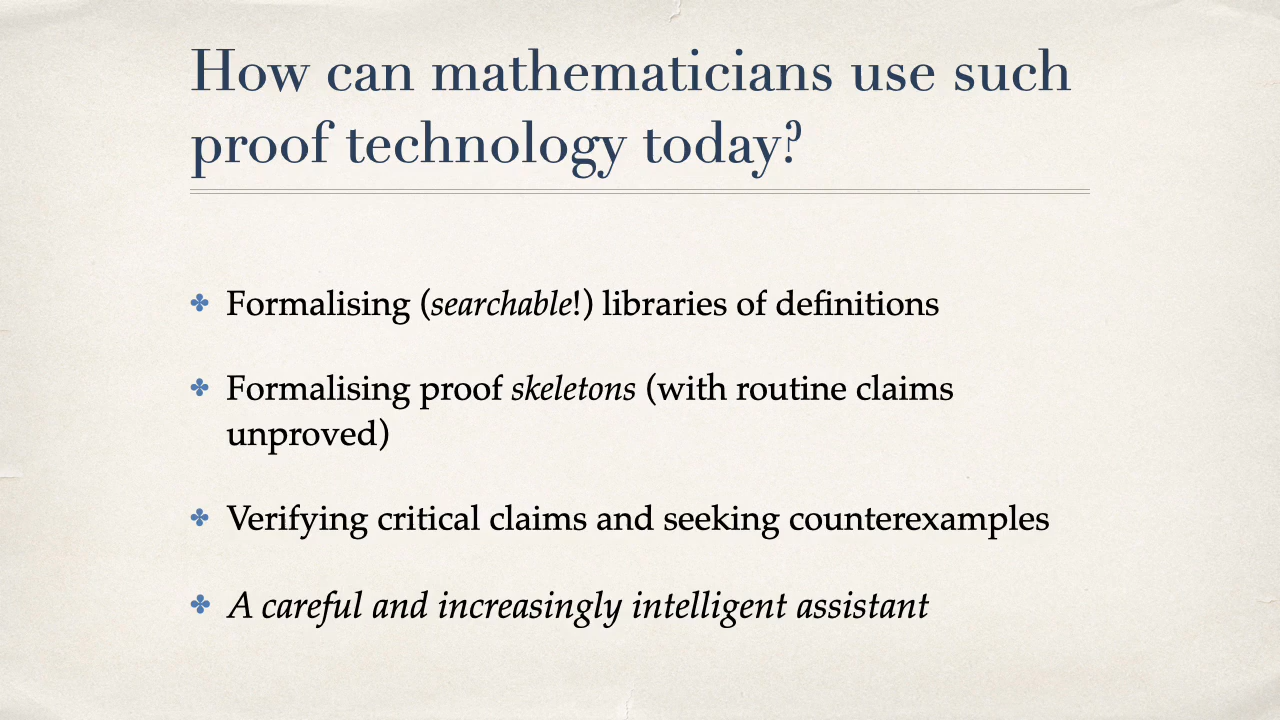 How can mathematicians use such
proof technology today?
Formalising (searchable!) libraries of definitions
Formalising proof skeletons (with routine claims
unproved)
Verifying critical claims and seeking counterexamples
A careful and increasingly intelligent assistant